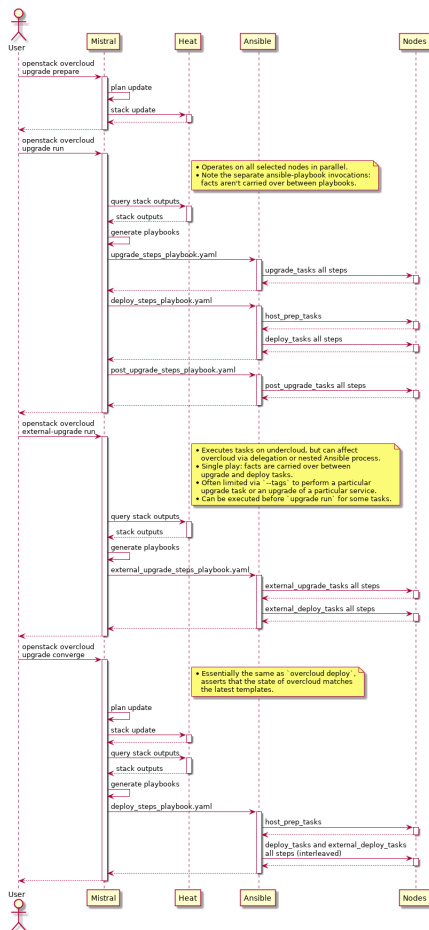 User
Mistral
Heat
Ansible
Nodes
openstack overcloud
upgrade prepare
plan update
stack update
openstack overcloud
upgrade run
• Operates on all selected nodes in parallel.
• Note the separate ansible-playbook invocations:
facts aren't carried over between playbooks.
query stack outputs
stack outputs
generate playbooks
upgrade_steps_playbook.yaml
upgrade_tasks all steps
deploy_steps_playbook.yaml
host_prep_tasks
deploy_tasks all steps
post_upgrade_steps_playbook.yaml
post_upgrade_tasks all steps
openstack overcloud
external-upgrade run
• Executes tasks on undercloud, but can affect
overcloud via delegation or nested Ansible process.
• Single play: facts are carried over between
upgrade and deploy tasks.
• Often limited via `--tags` to perform a particular
upgrade task or an upgrade of a particular service.
• Can be executed before `upgrade run` for some tasks.
query stack outputs
stack outputs
generate playbooks
external_upgrade_steps_playbook.yaml
external_upgrade_tasks all steps
external_deploy_tasks all steps
openstack overcloud
upgrade converge
• Essentially the same as `overcloud deploy`,
asserts that the state of overcloud matches
the latest templates.
plan update
stack update
query stack outputs
stack outputs
generate playbooks
deploy_steps_playbook.yaml
host_prep_tasks
deploy_tasks and external_deploy_tasks
all steps (interleaved)
User
Mistral
Heat
Ansible
Nodes